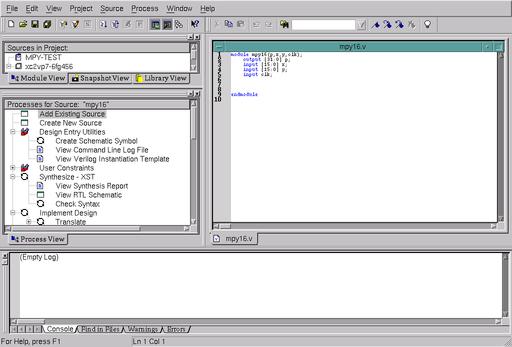 File Edit View Project Source Process Window Help
Sources in Project:
MPY-TEST
xc2vp7-6fg456
Module View Snapshot View Library View
Processes for Source: "mpy16"
Add Existing Source
Create New Source
Design Entry Utilities
Create Schematic Symbol
View Command Line Log File
View Verilog Instantiation Template
User Constraints
Synthesize - XST
View Synthesis Report
View RTL Schematic
Check Syntax
Implement Design
Translate
Process View
mpy16.v
1 module mpy16(p,x,y,clk);
2 output [31:0] p;
3 input [15:0] x;
4 input [15:0] y;
5 input clk;
6
7
8
9 endmodule
10
mpy16.v
(Empty Log)
Console Find in Files Warnings Errors
For Help, press F1 Ln 1 Col 1